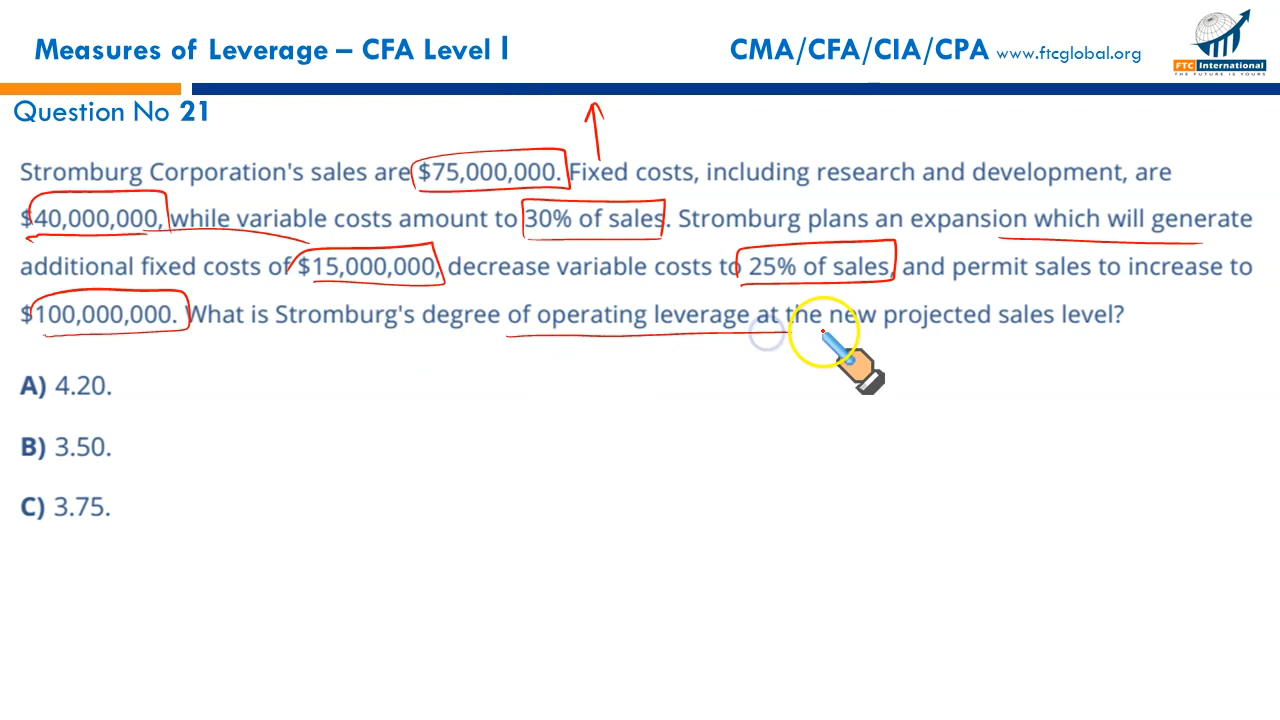 Measures of Leverage – CFA Level I
CMA/CFA/CIA/CPA www.ftcglobal.org
FTC International
THE FUTURE IS YOURS
Question No 21
Stromburg Corporation's sales are $75,000,000. Fixed costs, including research and development, are
$40,000,000, while variable costs amount to 30% of sales. Stromburg plans an expansion which will generate
additional fixed costs of $15,000,000, decrease variable costs to 25% of sales, and permit sales to increase to
$100,000,000. What is Stromburg's degree of operating leverage at the new projected sales level?
A) 4.20.
B) 3.50.
C) 3.75.